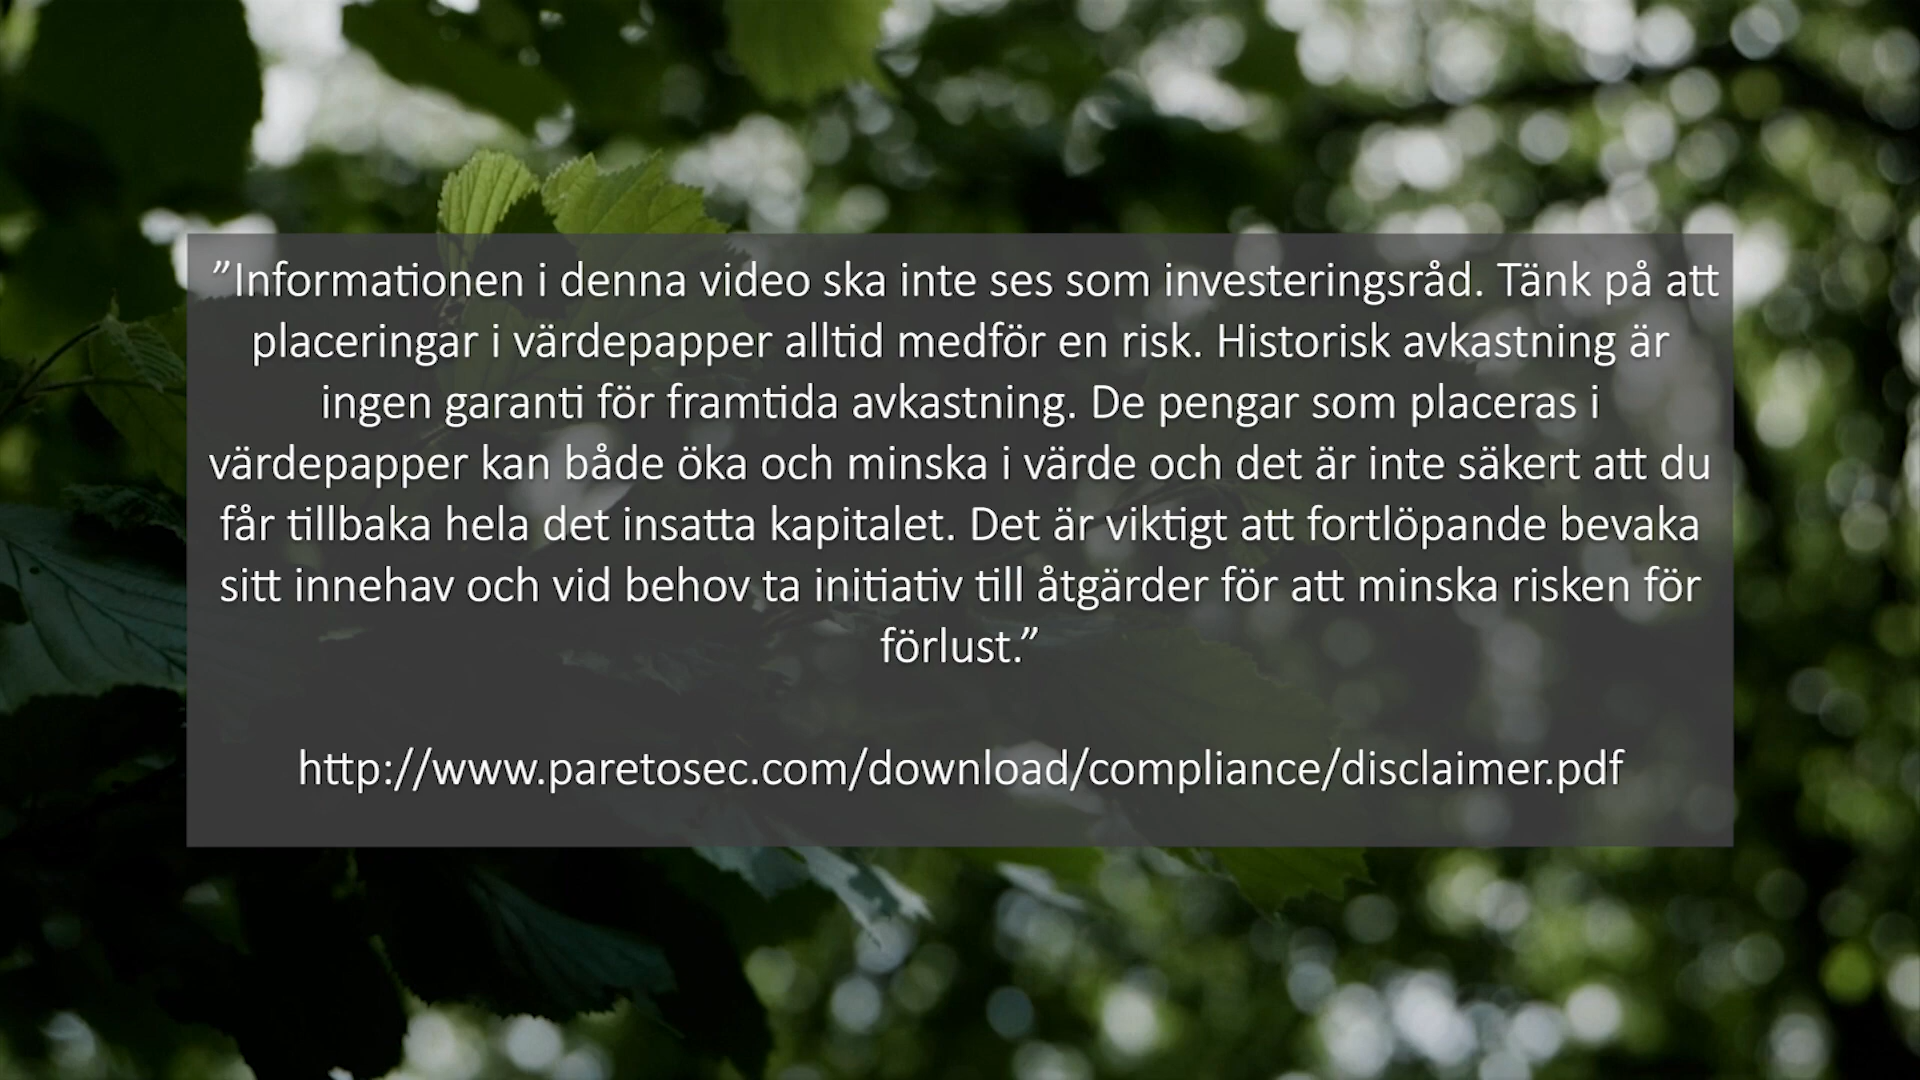 ”Informationen i denna video ska inte ses som investeringsråd. Tänk på att
placeringar i värdepapper alltid medför en risk. Historisk avkastning är
ingen garanti för framtida avkastning. De pengar som placeras i
värdepapper kan både öka och minska i värde och det är inte säkert att du
får tillbaka hela det insatta kapitalet. Det är viktigt att fortlöpande bevaka
sitt innehav och vid behov ta initiativ till åtgärder för att minska risken för
förlust.”
http://www.paretosec.com/download/compliance/disclaimer.pdf